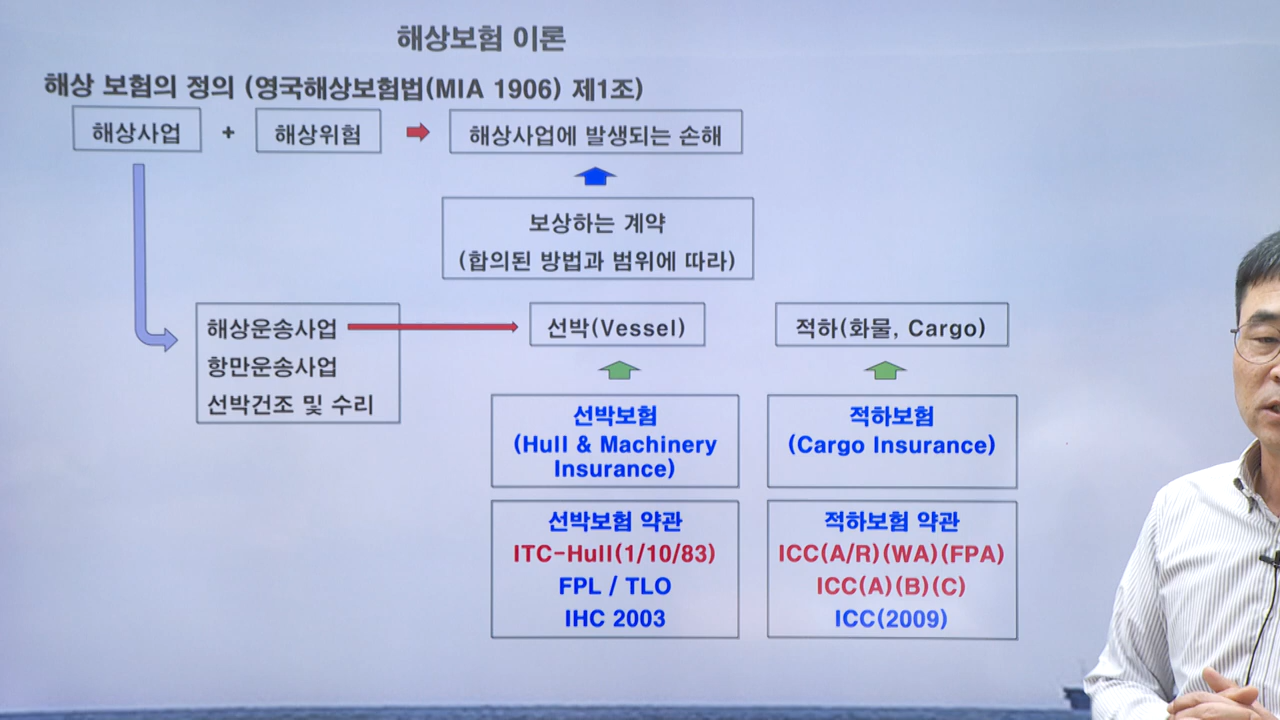 해상보험 이론
해상 보험의 정의 (영국해상보험법(MIA 1906) 제1조)
해상사업 + 해상위험 해상사업에 발생되는 손해
보상하는 계약
(합의된 방법과 범위에 따라)
해상운송사업
항만운송사업
선박건조 및 수리
선박(Vessel)
적하(화물, Cargo)
선박보험
(Hull & Machinery
Insurance)
적하보험
(Cargo Insurance)
선박보험 약관
ITC-Hull(1/10/83)
FPL / TLO
IHC 2003
적하보험 약관
ICC(A/R)(WA)(FPA)
ICC(A)(B)(C)
ICC(2009)